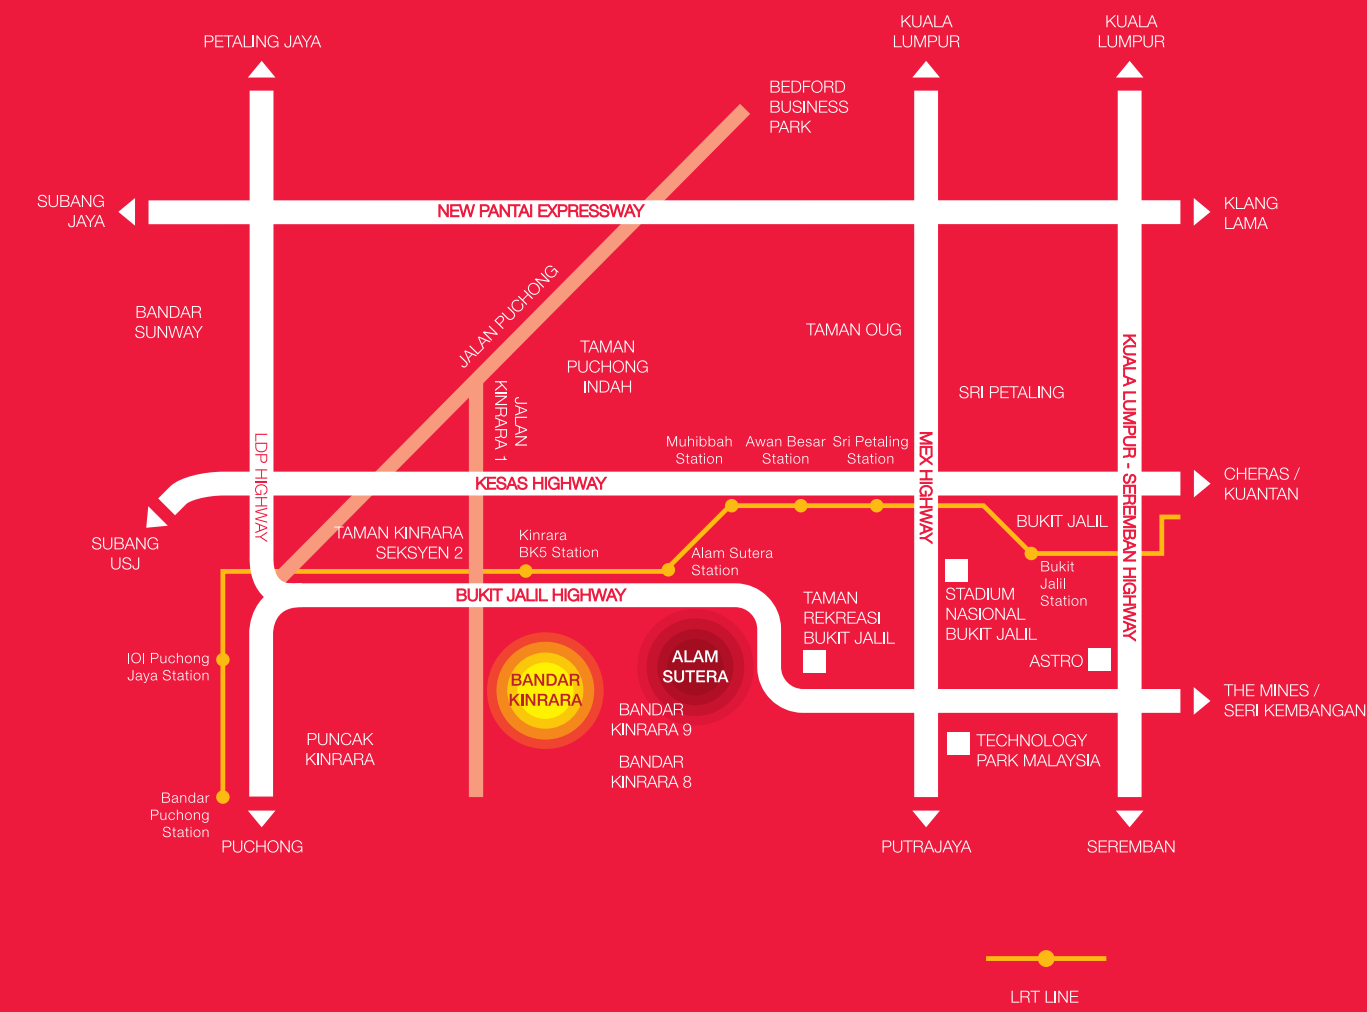 KUALA
LUMPUR
KUALA
LUMPUR
PETALING JAYA
BEDFORD
BUSINESS
PARK
SUBANG
JAYA
NEW PANTAI EXPRESSWAY
KLANG
LAMA
BANDAR
SUNWAY
JALAN PUCHONG
TAMAN
PUCHONG
INDAH
TAMAN OUG
SRI PETALING
KUALA LUMPUR - SEREMBAN HIGHWAY
JALAN
KINRARA 1
LDP HIGHWAY
MEX HIGHWAY
Muhibbah
Station
Awan Besar
Station
Sri Petaling
Station
KESAS HIGHWAY
CHERAS /
KUANTAN
SUBANG
USJ
TAMAN KINRARA
SEKSYEN 2
Kinrara
BK5 Station
Alam Sutera
Station
BUKIT JALIL
Bukit
Jalil
Station
BUKIT JALIL HIGHWAY
TAMAN
REKREASI
BUKIT JALIL
STADIUM
NASIONAL
BUKIT JALIL
IOI Puchong
Jaya Station
BANDAR
KINRARA
ALAM
SUTERA
ASTRO
BANDAR
KINRARA 9
THE MINES /
SERI KEMBANGAN
PUNCAK
KINRARA
BANDAR
KINRARA 8
TECHNOLOGY
PARK MALAYSIA
Bandar
Puchong
Station
PUCHONG
PUTRAJAYA
SEREMBAN
LRT LINE